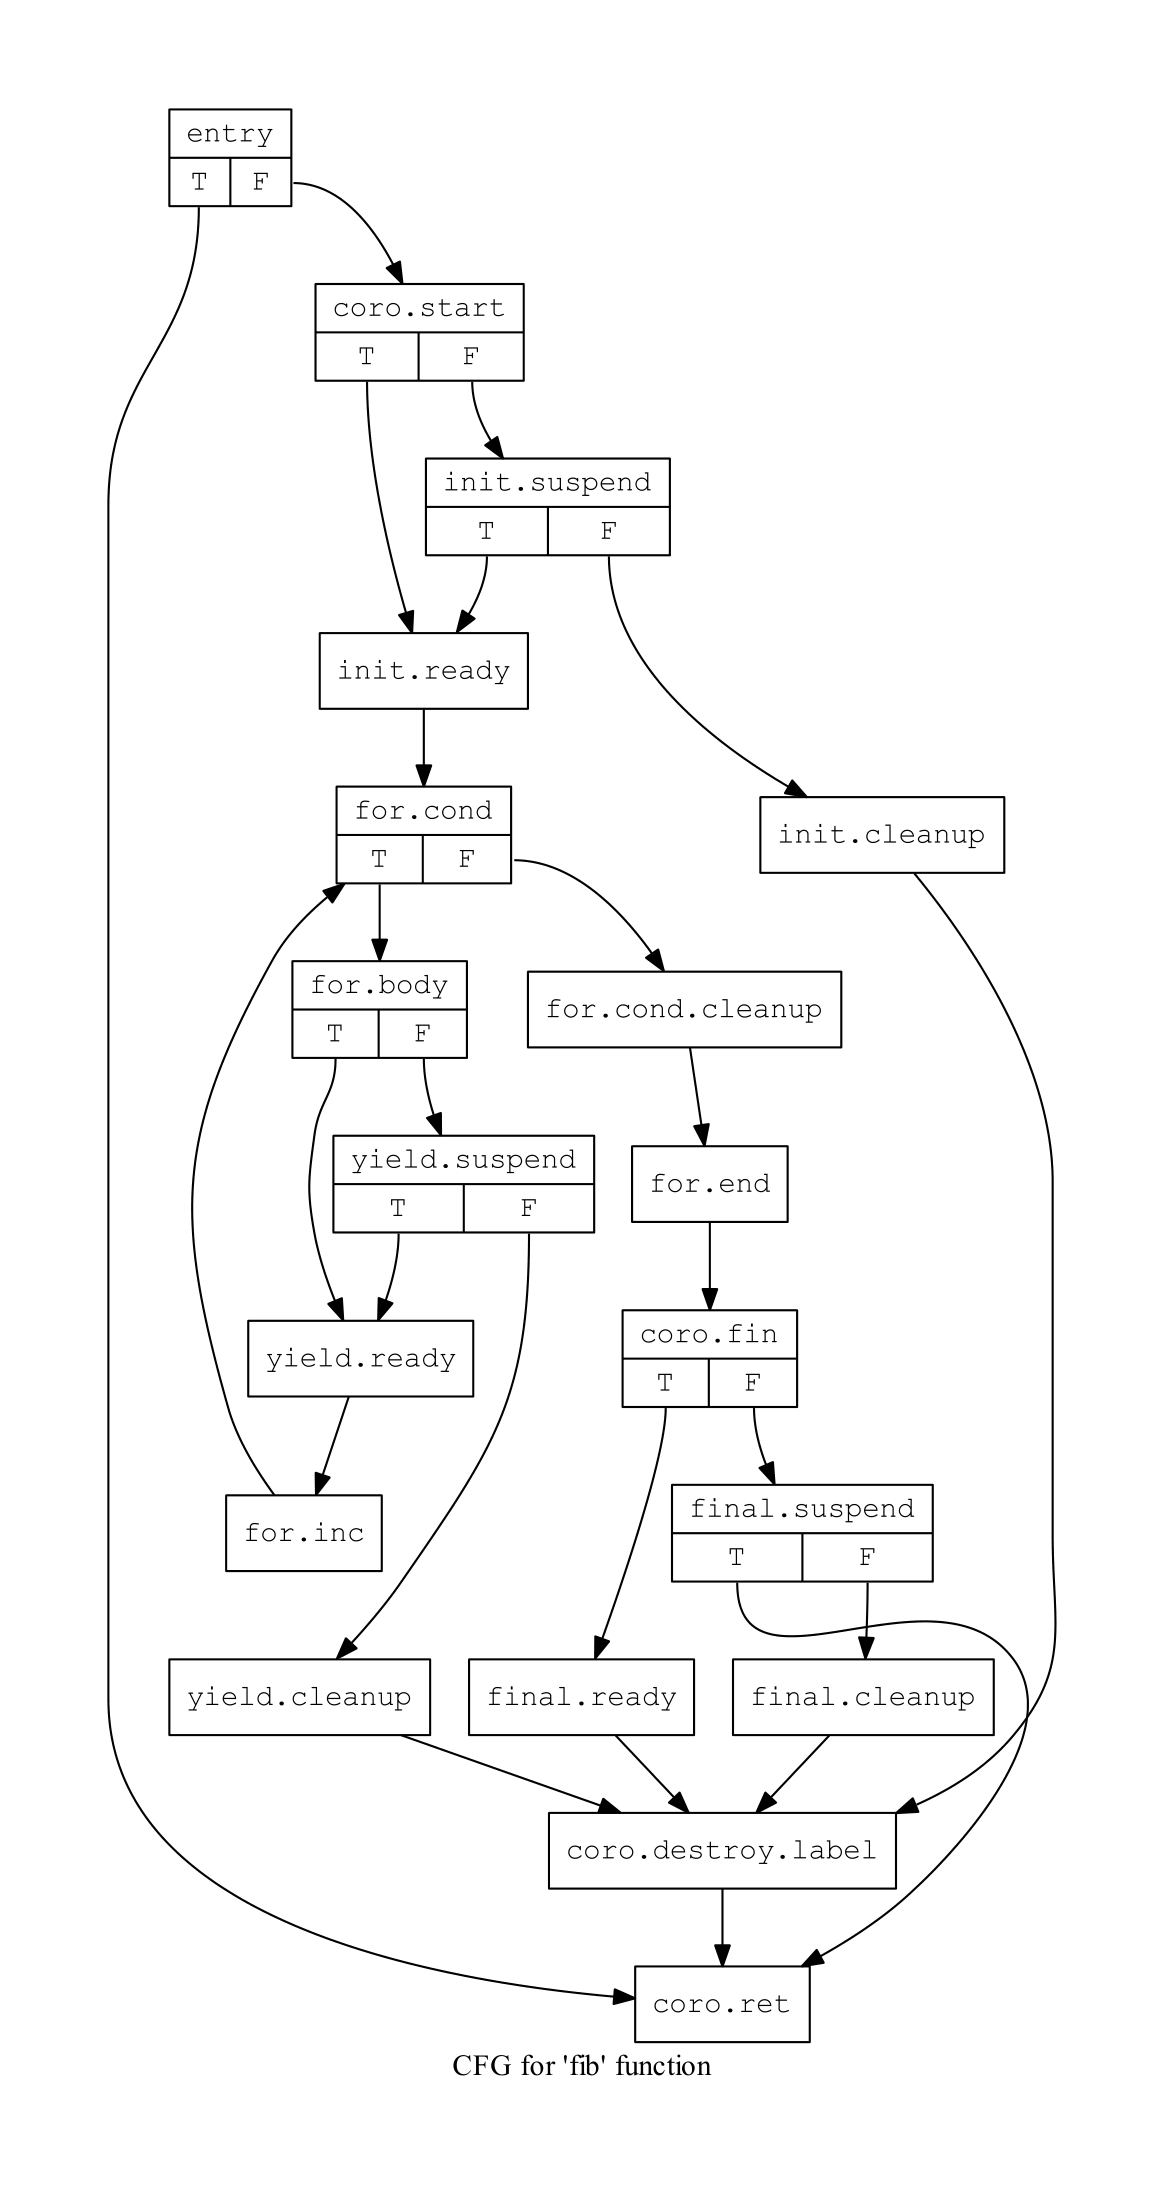 entry
T F
coro.start
T F
init.suspend
T F
init.ready
for.cond
T F
init.cleanup
for.body
T F
for.cond.cleanup
yield.suspend
T F
for.end
yield.ready
coro.fin
T F
for.inc
final.suspend
T F
yield.cleanup
final.ready
final.cleanup
coro.destroy.label
coro.ret
CFG for 'fib' function